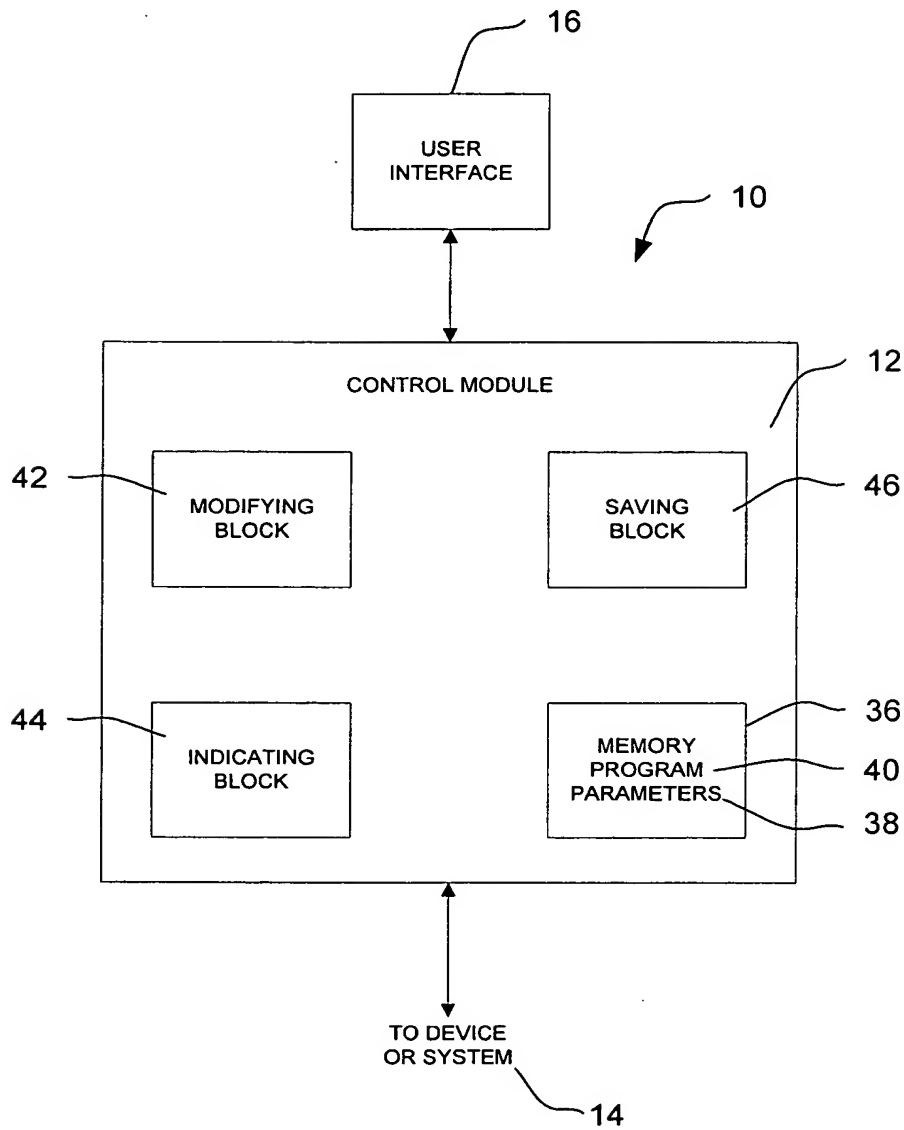 16
USER
INTERFACE
10
12
CONTROL MODULE
42
MODIFYING
BLOCK
SAVING
BLOCK
46
44
INDICATING
BLOCK
MEMORY
PROGRAM
PARAMETERS
36
40
38
TO DEVICE
OR SYSTEM
14